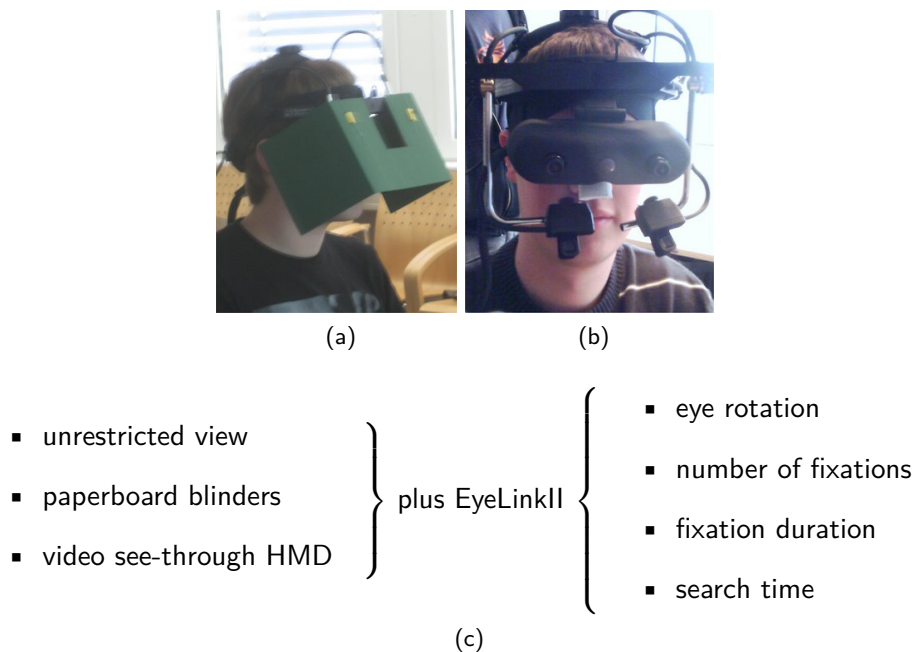 (a)
(b)
▪ unrestricted view
▪ paperboard blinders
▪ video see-through HMD
plus EyeLinkII
▪ eye rotation
▪ number of fixations
▪ fixation duration
▪ search time
(c)